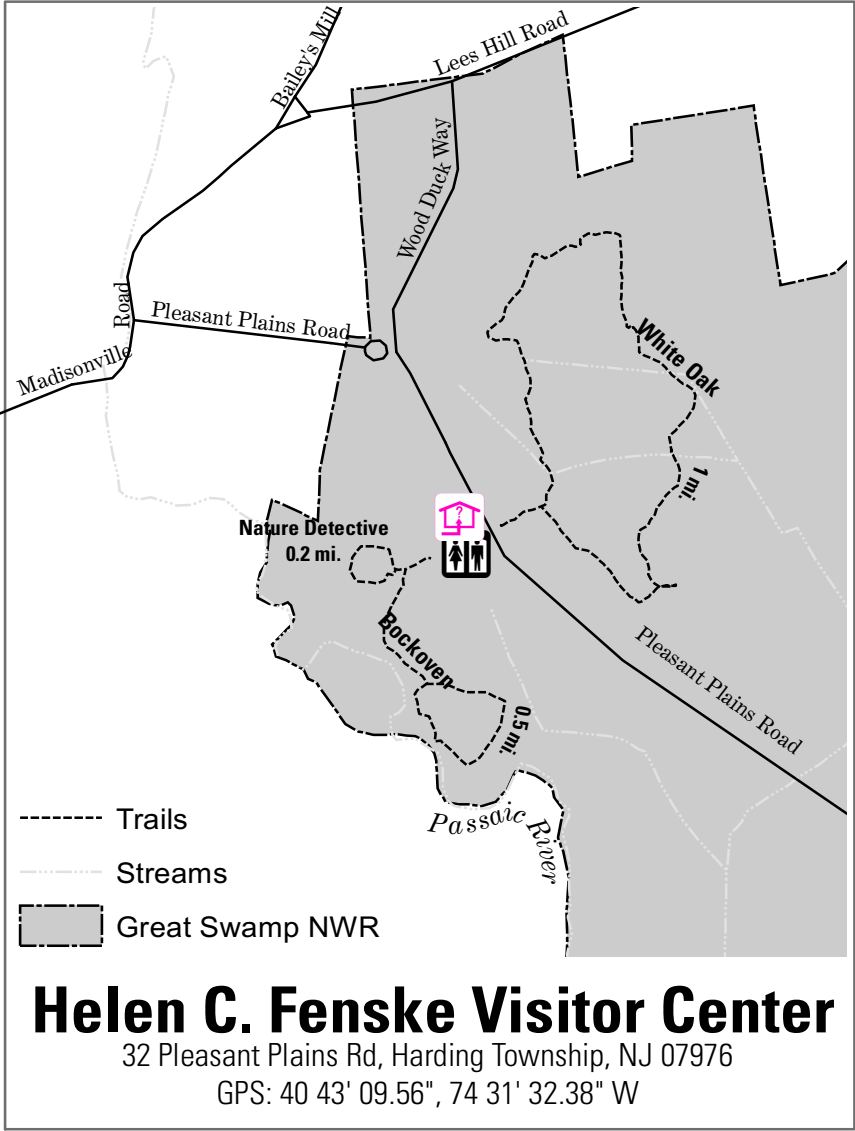 Bailey's Mill
Lees Hill Road
Wood Duck Way
Pleasant Plains Road
Madisonville Road
White Oak
1 mi.
?
Nature Detective
0.2 mi.
Bockoven
0.5 mi.
Pleasant Plains Road
Passaic River
Trails
Streams
Great Swamp NWR
Helen C. Fenske Visitor Center
32 Pleasant Plains Rd, Harding Township, NJ 07976
GPS: 40 43' 09.56", 74 31' 32.38" W